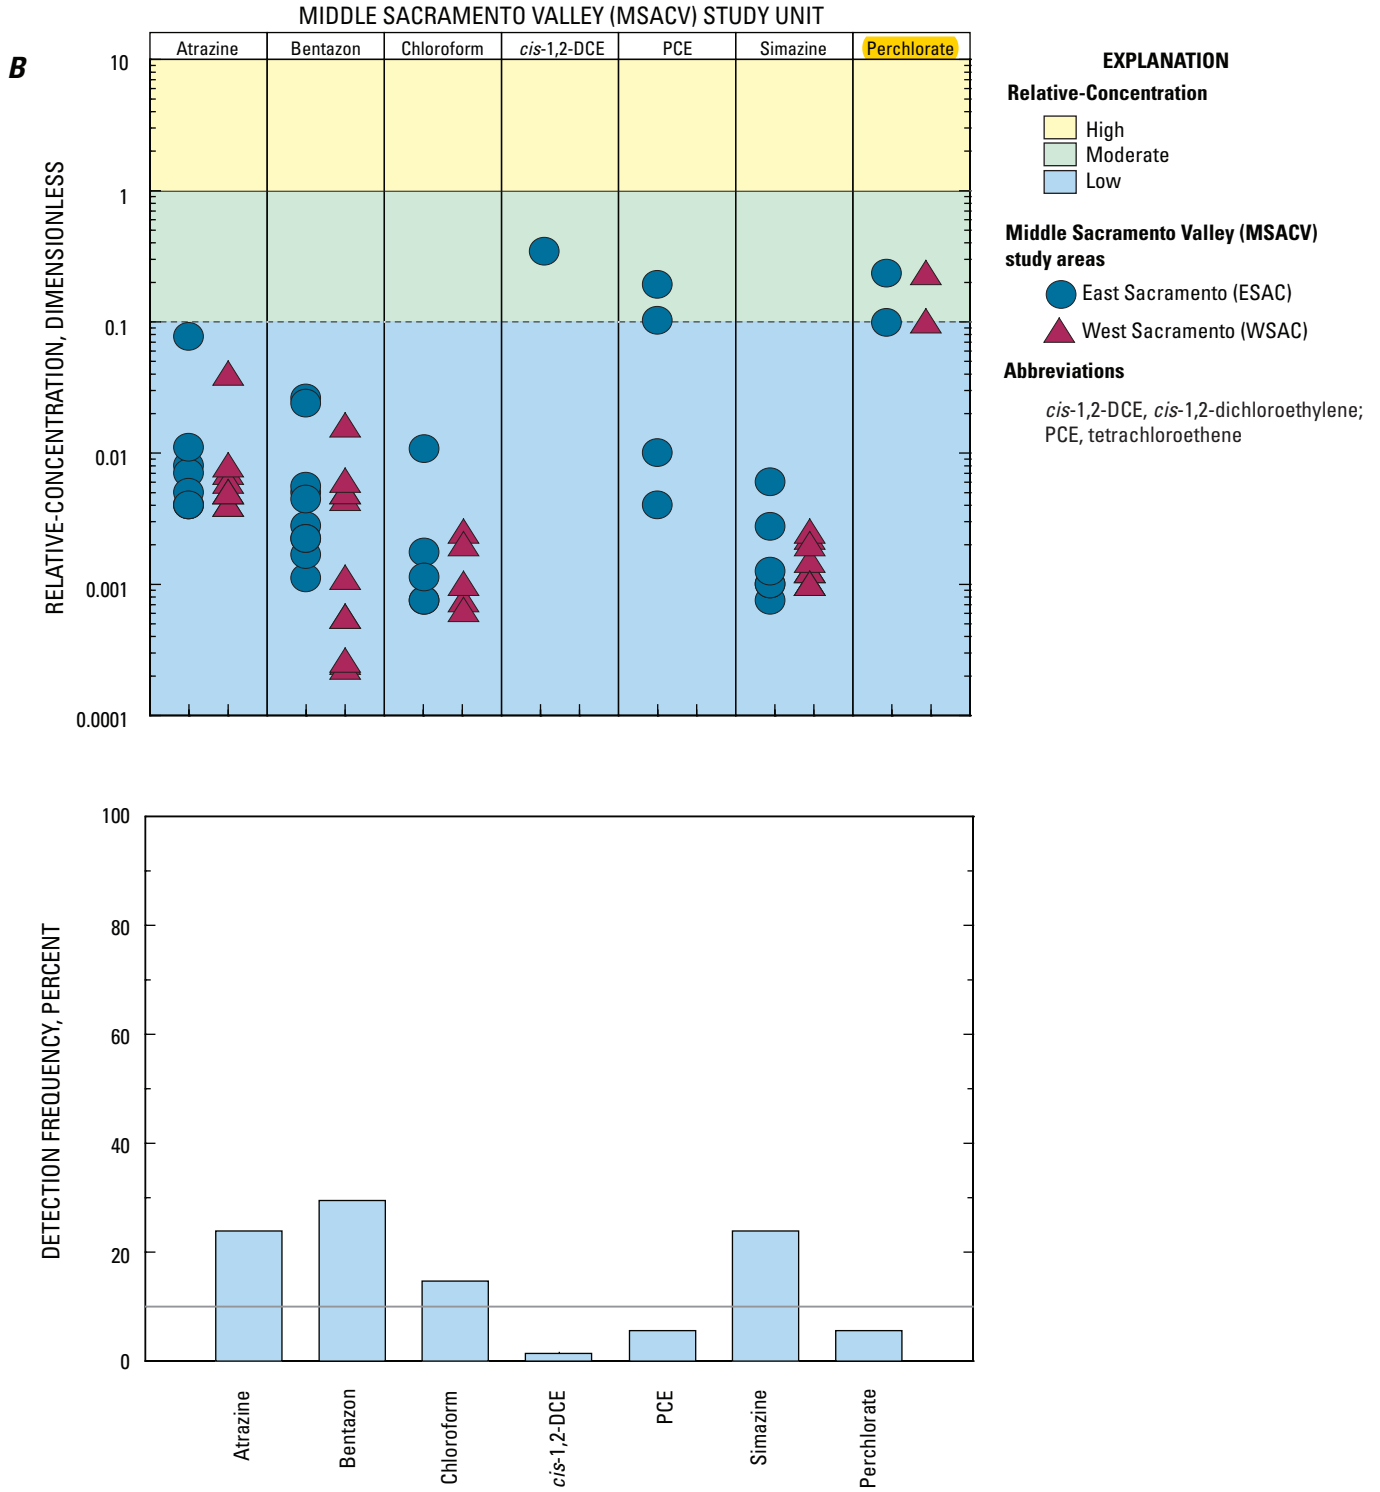 MIDDLE SACRAMENTO VALLEY (MSACV) STUDY UNIT
B
Atrazine Bentazon Chloroform cis-1,2-DCE PCE Simazine Perchlorate
10
1
0.1
0.01
0.001
0.0001
RELATIVE-CONCENTRATION, DIMENSIONLESS
EXPLANATION
Relative-Concentration
High
Moderate
Low
Middle Sacramento Valley (MSACV)
study areas
East Sacramento (ESAC)
West Sacramento (WSAC)
Abbreviations
cis-1,2-DCE, cis-1,2-dichloroethylene;
PCE, tetrachloroethene
100
80
60
40
20
0
DETECTION FREQUENCY, PERCENT
Atrazine
Bentazon
Chloroform
cis-1,2-DCE
PCE
Simazine
Perchlorate